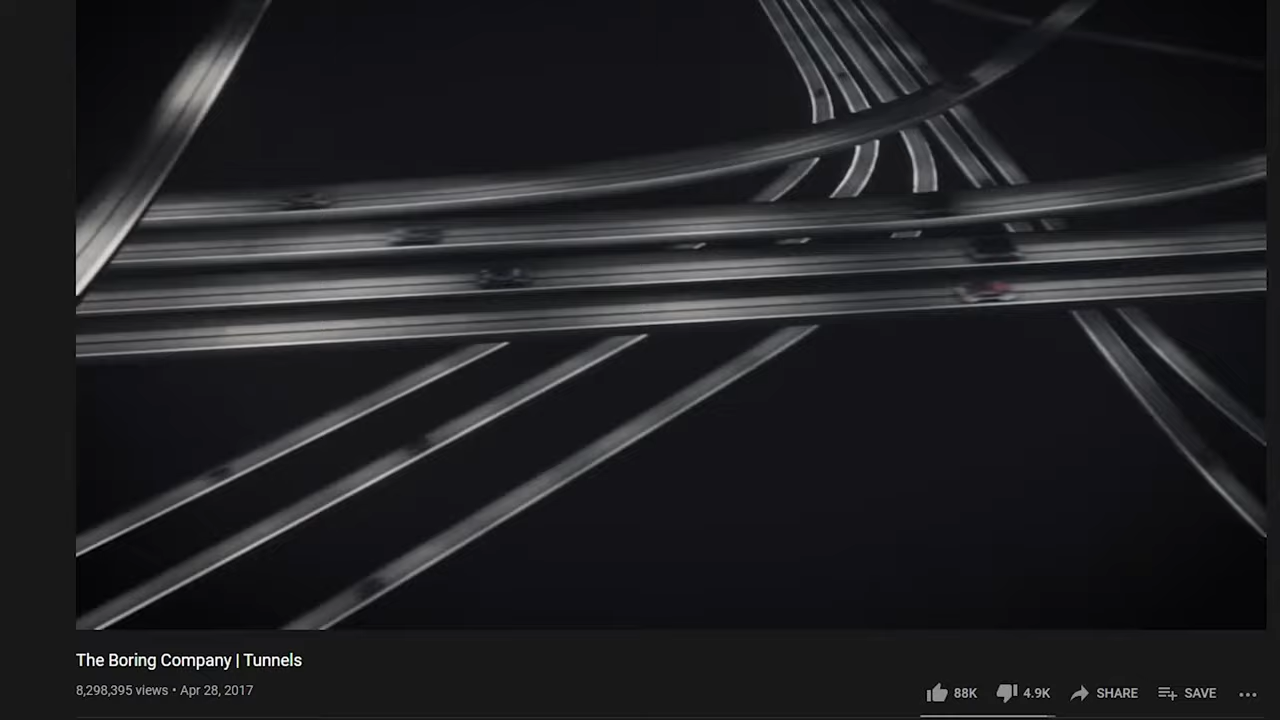 The Boring Company | Tunnels
8,298,395 views • Apr 28, 2017
88K 4.9K SHARE SAVE